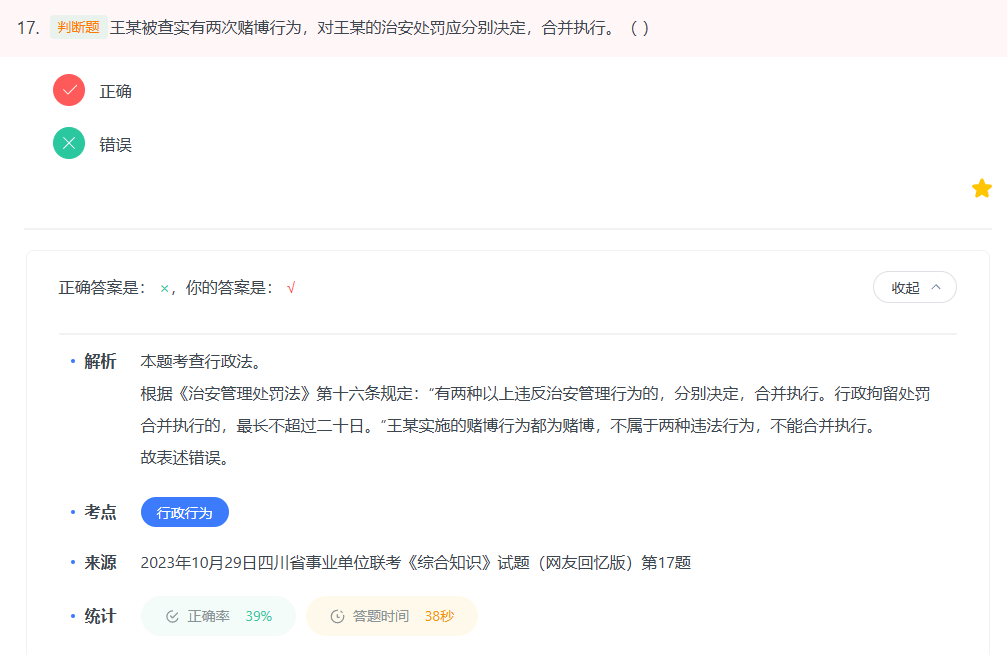 17. 判断题 王某被查实有两次赌博行为，对王某的治安处罚应分别决定，合并执行。（ ）
正确
错误
正确答案是： ×，你的答案是： √
收起
解析 本题考查行政法。
根据《治安管理处罚法》第十六条规定：“有两种以上违反治安管理行为的，分别决定，合并执行。行政拘留处罚
合并执行的，最长不超过二十日。”王某实施的赌博行为都为赌博，不属于两种违法行为，不能合并执行。
故表述错误。
考点 行政行为
来源 2023年10月29日四川省事业单位联考《综合知识》试题（网友回忆版）第17题
统计 正确率 39% 答题时间 38秒